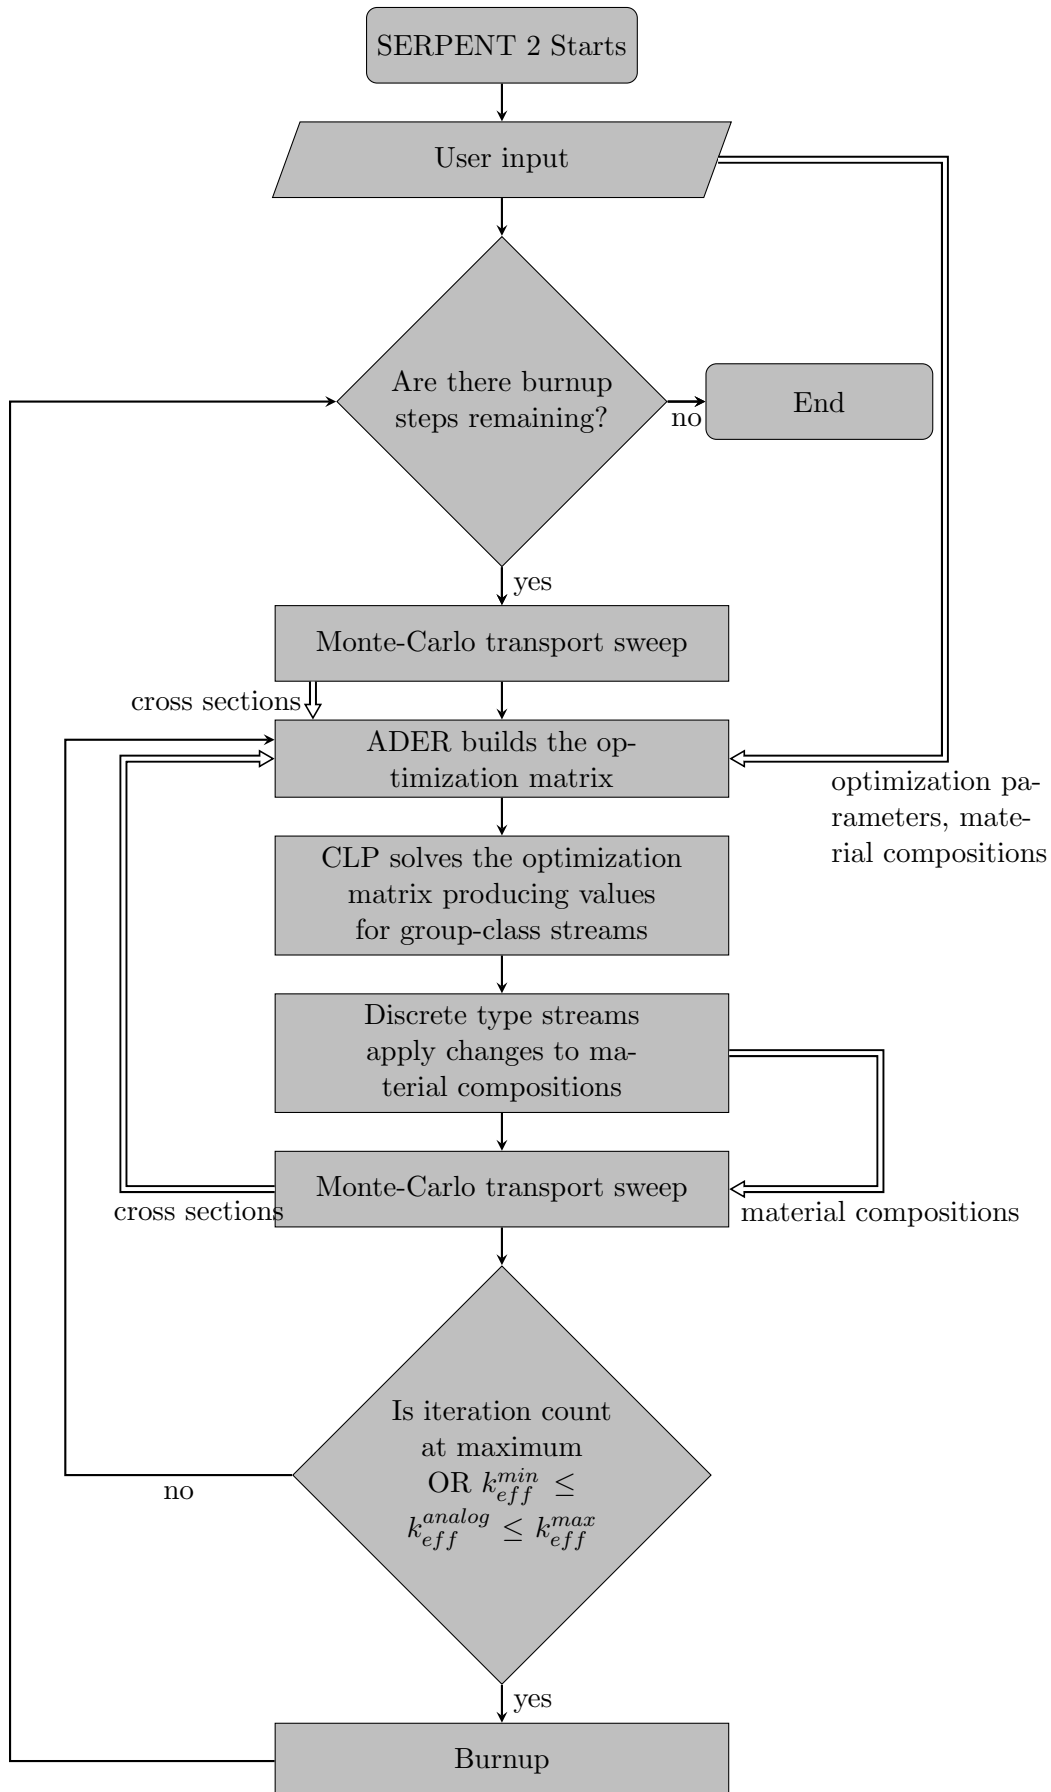 SERPENT 2 Starts
User input
Are there burnup
steps remaining?
no
End
yes
Monte-Carlo transport sweep
cross sections
ADER builds the op-
timization matrix
optimization pa-
rameters, mate-
rial compositions
CLP solves the optimization
matrix producing values
for group-class streams
Discrete type streams
apply changes to ma-
terial compositions
Monte-Carlo transport sweep
cross sections
material compositions
Is iteration count
at maximum
OR $k_{eff}^{min} \leq$
$k_{eff}^{analog} \leq k_{eff}^{max}$
no
yes
Burnup